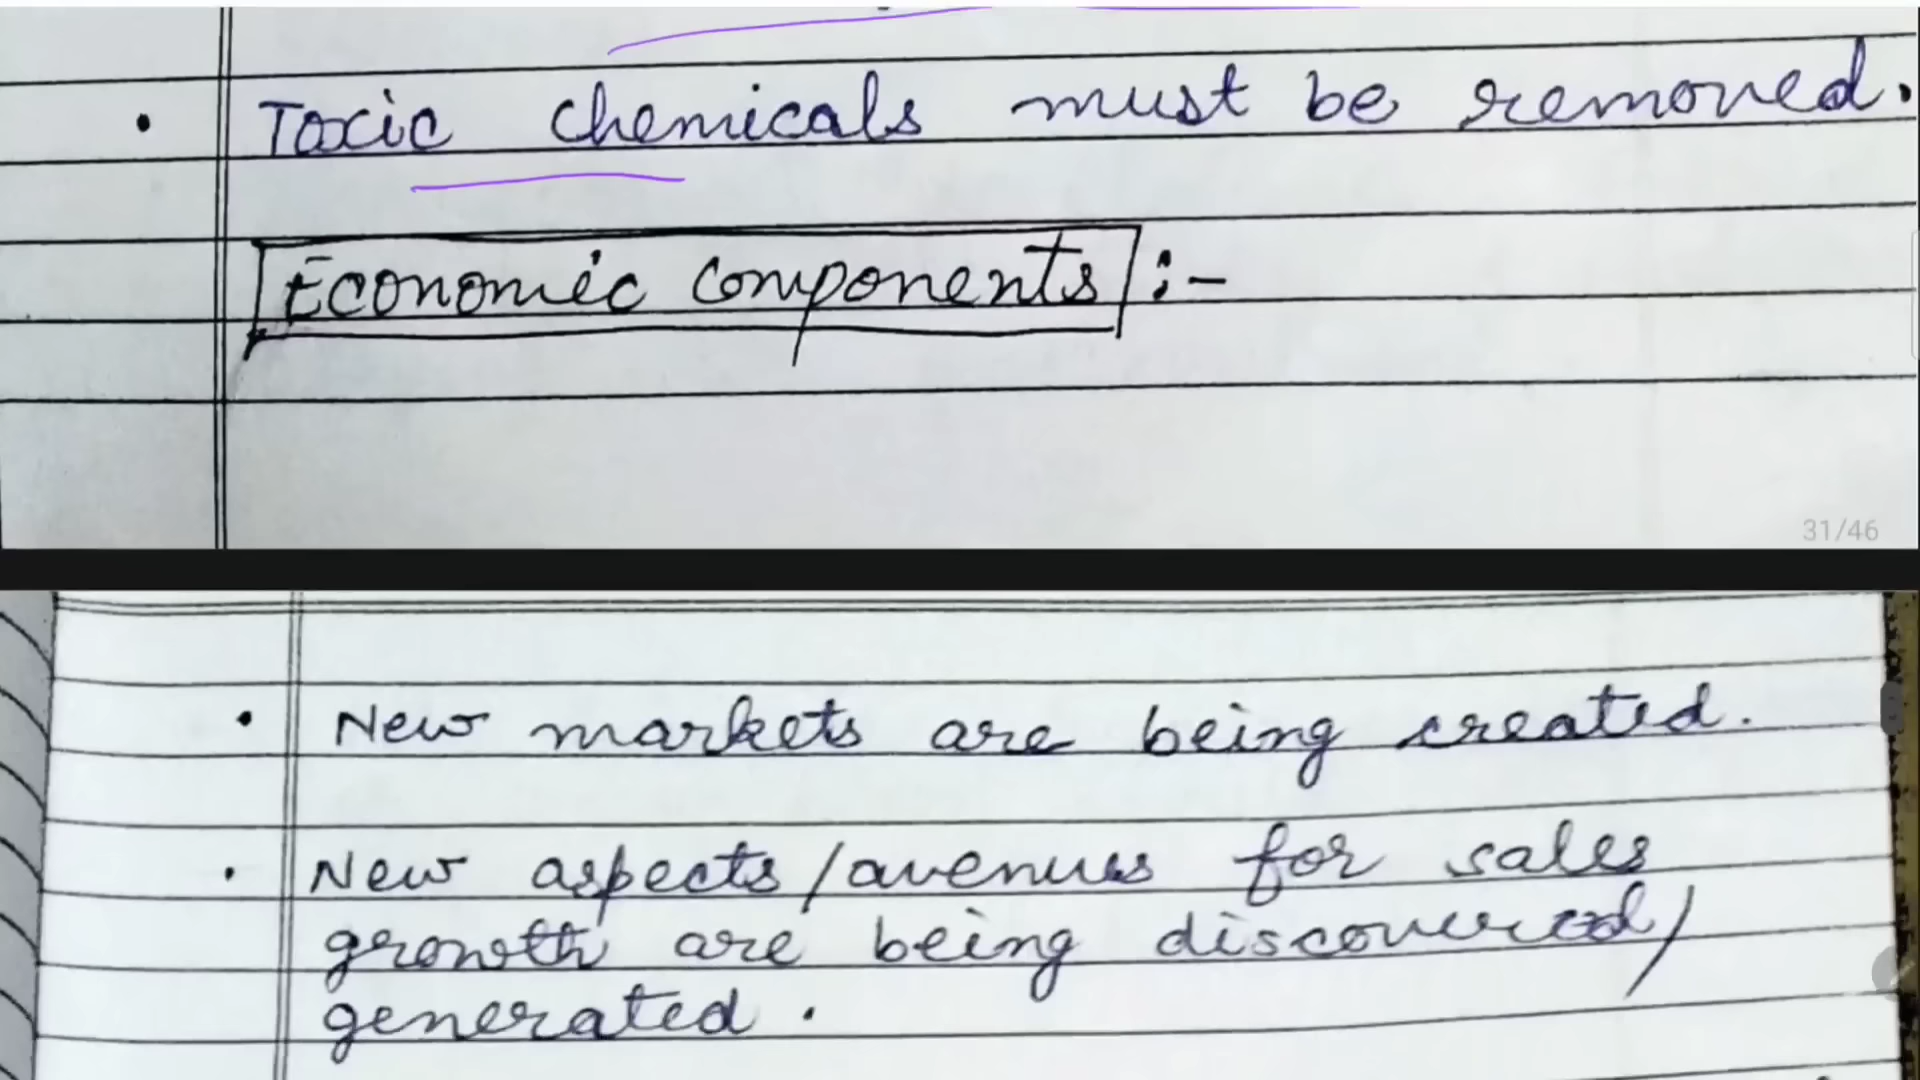 • Toxic chemicals must be removed.
Economic components :-
31/46
• New markets are being created.
• New aspects/avenues for sales
growth are being discovered/
generated.